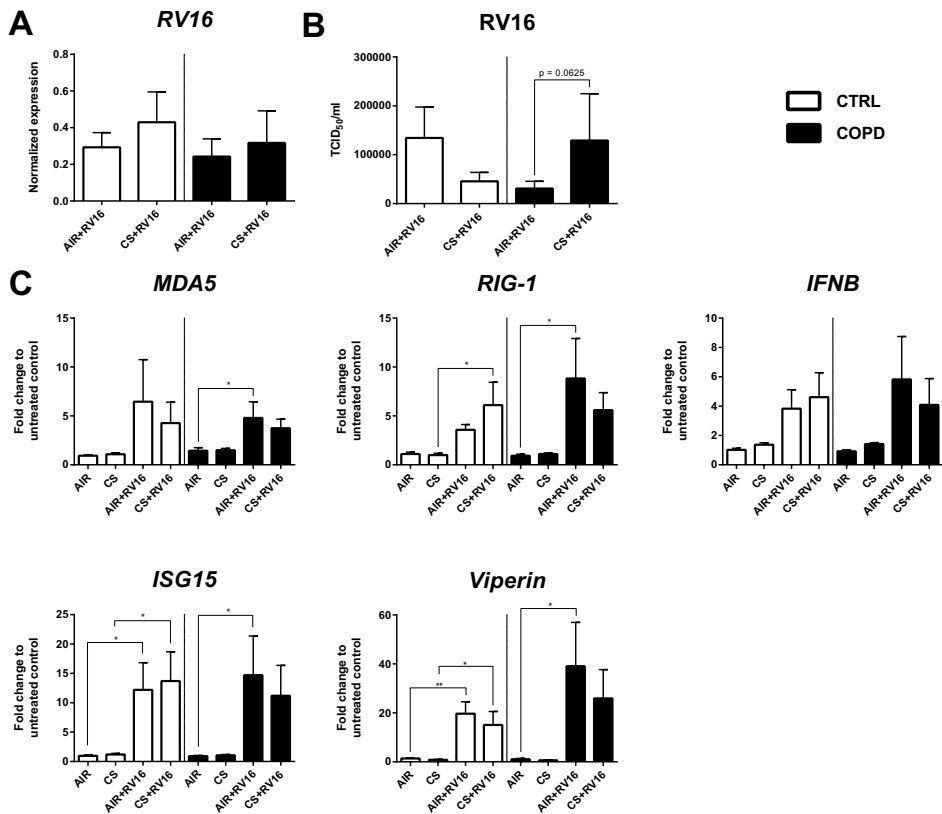 A
RV16
Normalized expression
0.8
0.6
0.4
0.2
0.0
AIR+RV16
CS+RV16
AIR+RV16
CS+RV16
B
RV16
TCID50/ml
300000
200000
100000
0
p = 0.0625
AIR+RV16
CS+RV16
AIR+RV16
CS+RV16
CTRL
COPD
C
MDA5
Fold change to
untreated control
15
10
5
0
*
AIR
CS
AIR+RV16
CS+RV16
AIR
CS
AIR+RV16
CS+RV16
RIG-1
Fold change to
untreated control
15
10
5
0
*
*
AIR
CS
AIR+RV16
CS+RV16
AIR
CS
AIR+RV16
CS+RV16
IFNB
Fold change to
untreated control
10
8
6
4
2
0
AIR
CS
AIR+RV16
CS+RV16
AIR
CS
AIR+RV16
CS+RV16
ISG15
Fold change to
untreated control
25
20
15
10
5
0
*
*
*
AIR
CS
AIR+RV16
CS+RV16
AIR
CS
AIR+RV16
CS+RV16
Viperin
Fold change to
untreated control
60
40
20
0
**
*
*
AIR
CS
AIR+RV16
CS+RV16
AIR
CS
AIR+RV16
CS+RV16